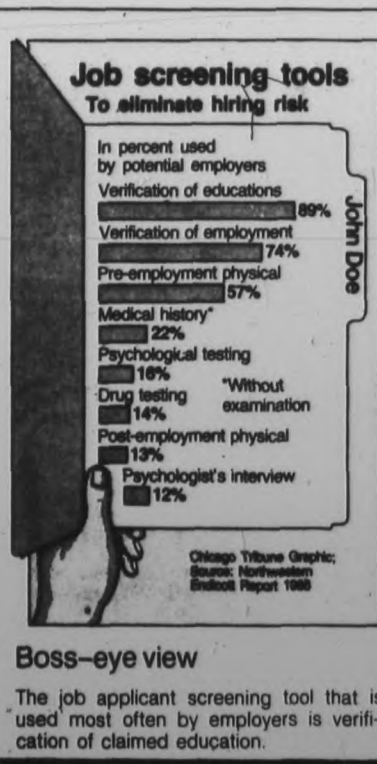 Job screening tools
To eliminate hiring risk
In percent used
by potential employers
Verification of educations
89%
Verification of employment
74%
Pre-employment physical
57%
Medical history*
22%
Psychological testing
16%
Drug testing
14%
*Without
examination
Post-employment physical
13%
Psychologist's interview
12%
John Doe
Chicago Tribune Graphic;
Source: Northwestern
Endicott Report
Boss-eye view
The job applicant screening tool that is
used most often by employers is verifi-
cation of claimed education.